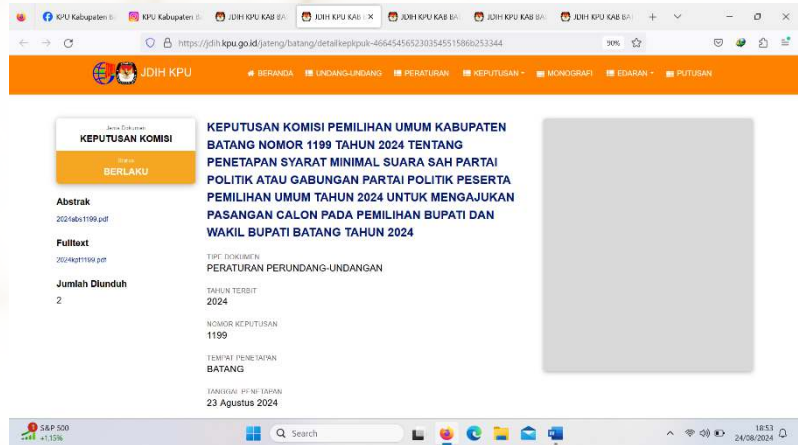 KPU Kabupaten B
KPU Kabupaten B
JDIH KPU KAB BA
JDIH KPU KAB
JDIH KPU KAB BA
JDIH KPU KAB BA
JDIH KPU KAB BA
https://jdih.kpu.go.id/jateng/batang/detailkepkpuk-466454565230354551586b253344
90%
JDIH KPU
BERANDA
UNDANG-UNDANG
PERATURAN
KEPUTUSAN
MONOGRAFI
EDARAN
PUTUSAN
Jenis Dokumen
KEPUTUSAN KOMISI
Status
BERLAKU
Abstrak
2024abs1199.pdf
Fulltext
2024kpt1199.pdf
Jumlah Diunduh
2
KEPUTUSAN KOMISI PEMILIHAN UMUM KABUPATEN
BATANG NOMOR 1199 TAHUN 2024 TENTANG
PENETAPAN SYARAT MINIMAL SUARA SAH PARTAI
POLITIK ATAU GABUNGAN PARTAI POLITIK PESERTA
PEMILIHAN UMUM TAHUN 2024 UNTUK MENGAJUKAN
PASANGAN CALON PADA PEMILIHAN BUPATI DAN
WAKIL BUPATI BATANG TAHUN 2024
TIPE DOKUMEN
PERATURAN PERUNDANG-UNDANGAN
TAHUN TERBIT
2024
NOMOR KEPUTUSAN
1199
TEMPAT PENETAPAN
BATANG
TANGGAL PENETAPAN
23 Agustus 2024
S&P 500
+1.15%
Search
18:53
24/08/2024